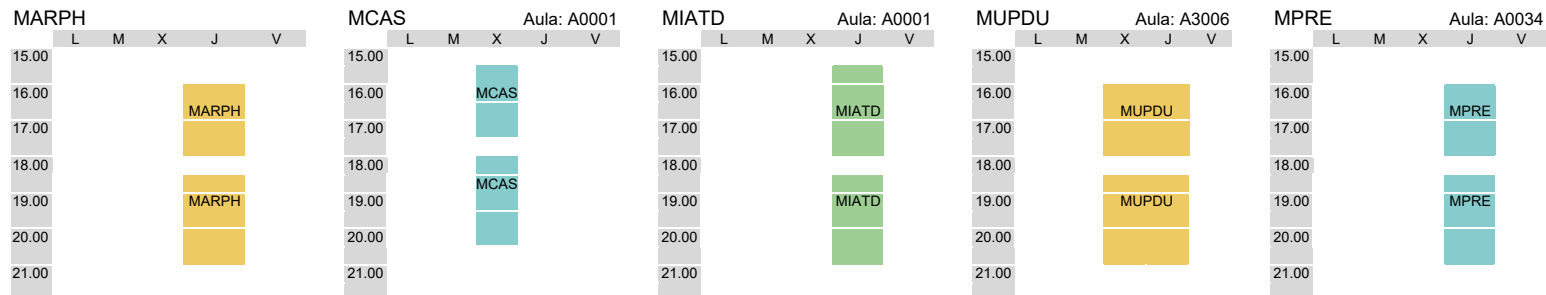 MARPH
L M X J V
15.00
16.00
MARPH
17.00
18.00
19.00 MARPH
20.00
21.00
MCAS Aula: A0001
L M X J V
15.00
16.00 MCAS
17.00
18.00
MCAS
19.00
20.00
21.00
MIATD Aula: A0001
L M X J V
15.00
16.00
MIATD
17.00
18.00
19.00 MIATD
20.00
21.00
MUPDU Aula: A3006
L M X J V
15.00
16.00
MUPDU
17.00
18.00
19.00 MUPDU
20.00
21.00
MPRE Aula: A0034
L M X J V
15.00
16.00
MPRE
17.00
18.00
19.00 MPRE
20.00
21.00